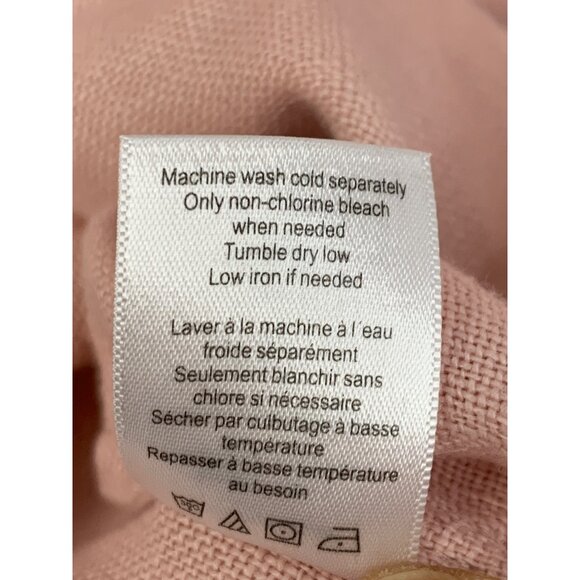 Machine wash cold separately
Only non-chlorine bleach
when needed
Tumble dry low
Low iron if needed
Laver à la machine à l´eau
froide séparément
Seulement blanchir sans
chlore si nécessaire
Sécher par culbutage à basse
température
Repasser à basse température
au besoin